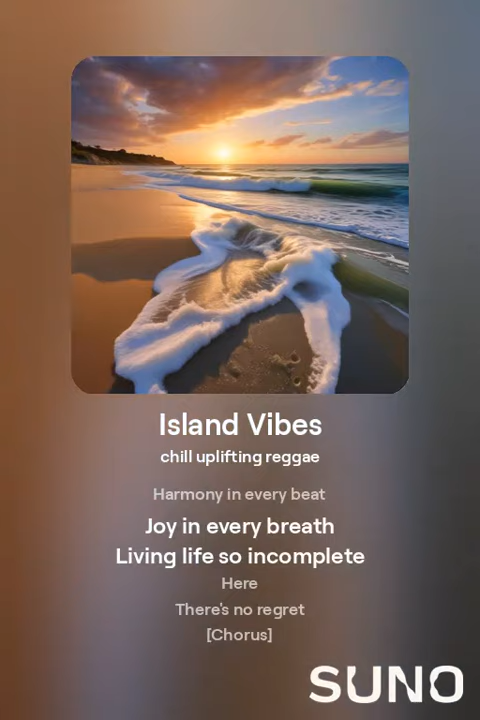 Island Vibes
chill uplifting reggae
Harmony in every beat
Joy in every breath
Living life so incomplete
Here
There's no regret
[Chorus]
SUNO